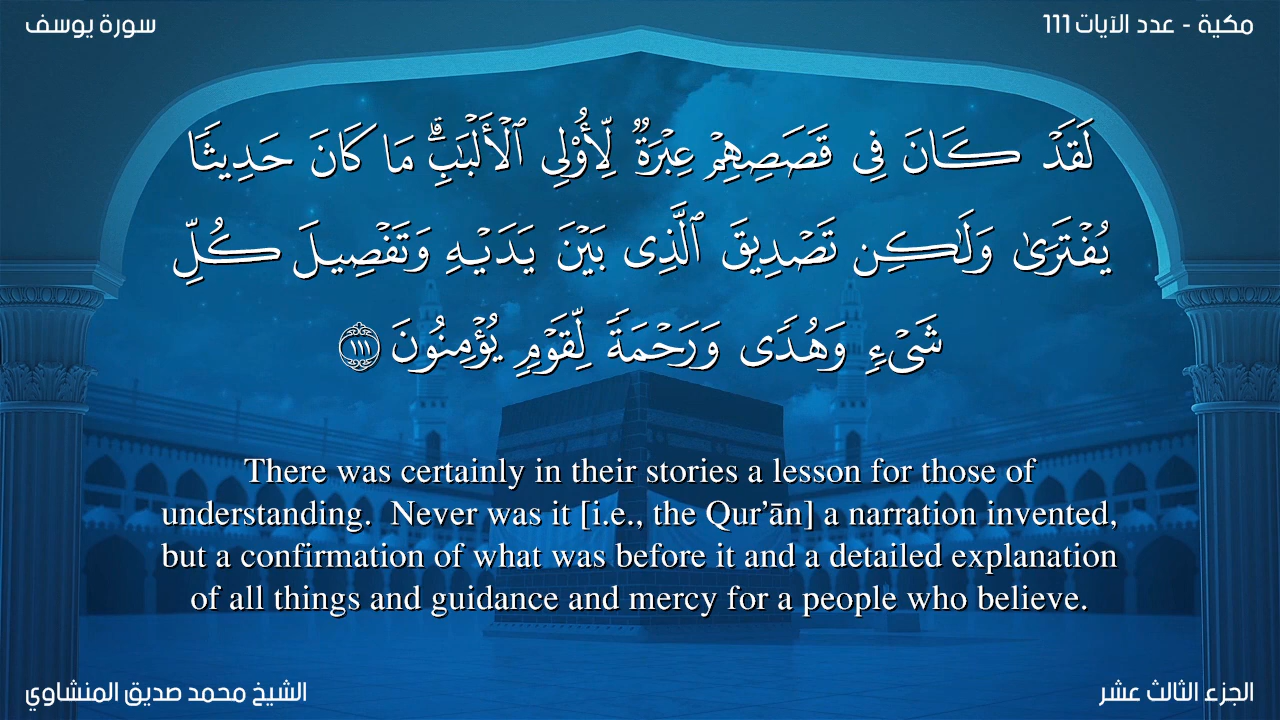 مكية - عدد الآيات 111
سورة يوسف
لَقَدْ كَانَ فِى قَصَصِهِمْ عِبْرَةٌ لِّأُو۟لِى ٱلْأَلْبَـٰبِ ۗ مَا كَانَ حَدِيثًا
يُفْتَرَىٰ وَلَـٰكِن تَصْدِيقَ ٱلَّذِى بَيْنَ يَدَيْهِ وَتَفْصِيلَ كُلِّ
شَىْءٍ وَهُدًى وَرَحْمَةً لِّقَوْمٍ يُؤْمِنُونَ ١١١
There was certainly in their stories a lesson for those of
understanding.  Never was it [i.e., the Qur’ān] a narration invented,
but a confirmation of what was before it and a detailed explanation
of all things and guidance and mercy for a people who believe.
الجزء الثالث عشر
الشيخ محمد صديق المنشاوي